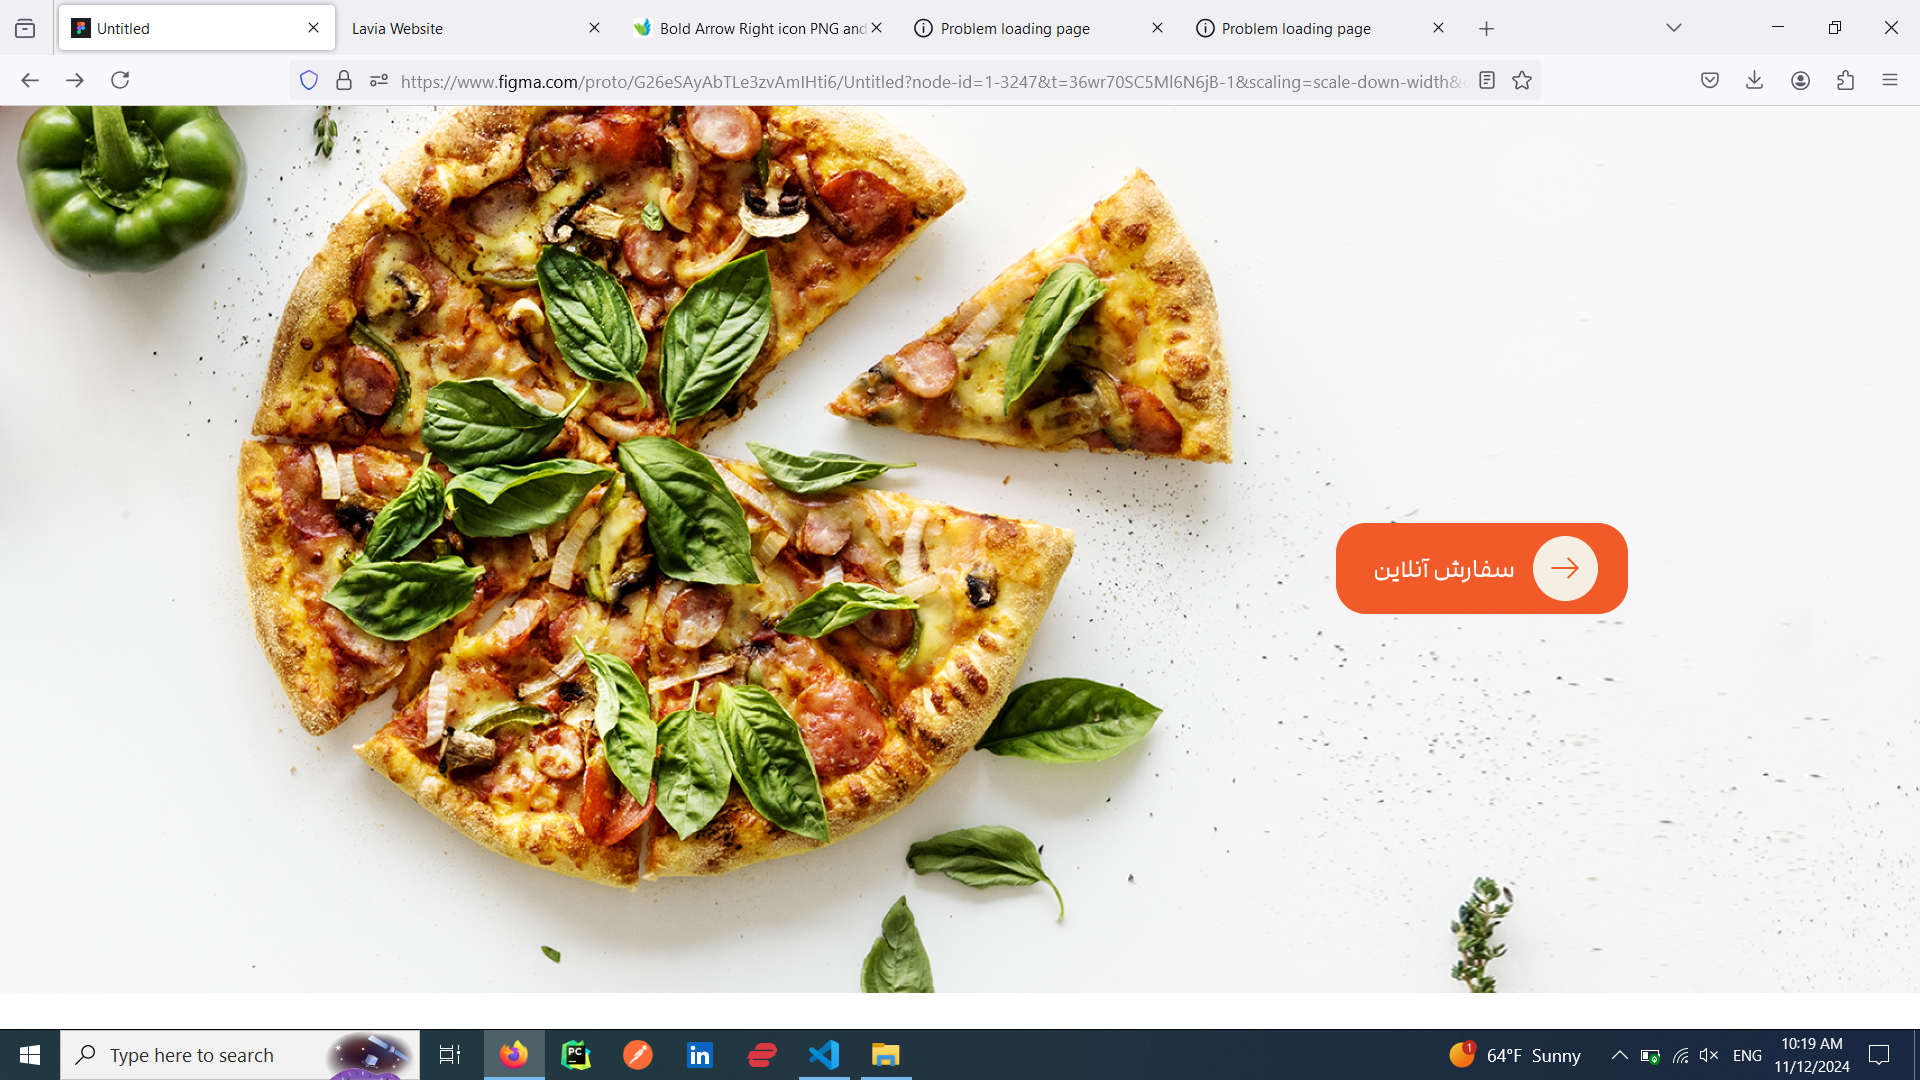 Untitled
Lavia Website
Bold Arrow Right icon PNG and
Problem loading page
Problem loading page
https://www.figma.com/proto/G26eSAyAbTLe3zvAmIHti6/Untitled?node-id=1-3247&t=36wr70SC5Ml6N6jB-1&scaling=scale-down-width&
سفارش آنلاین
Type here to search
PC
in
1
64°F Sunny
ENG
10:19 AM
11/12/2024